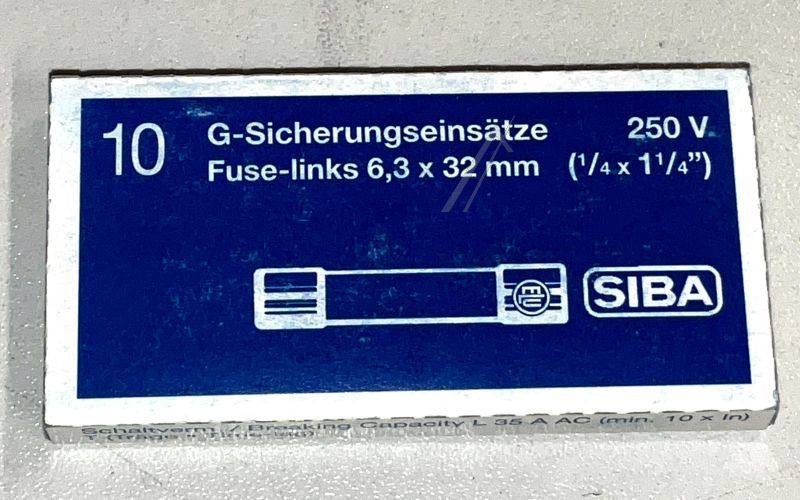 10
G-Sicherungseinsätze 250 V
Fuse-links 6,3 x 32 mm (1/4 x 1 1/4")
SIBA
Schaltverm. / Breaking Capacity L 35 A AC (min. 10 x In)